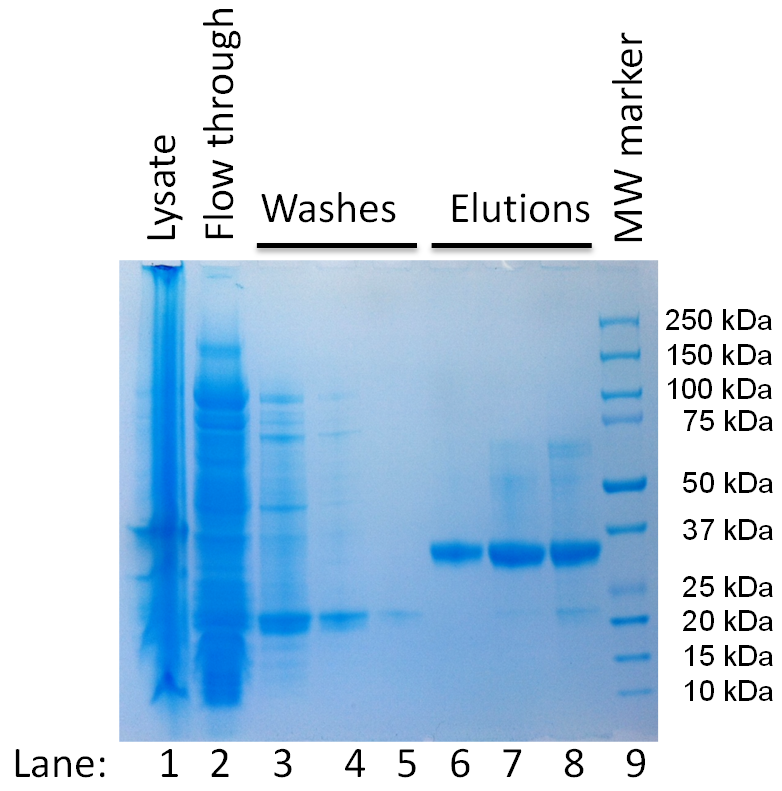 Lysate
Flow through
Washes
Elutions
MW marker
250 kDa
150 kDa
100 kDa
75 kDa
50 kDa
37 kDa
25 kDa
20 kDa
15 kDa
10 kDa
Lane: 1 2 3 4 5 6 7 8 9